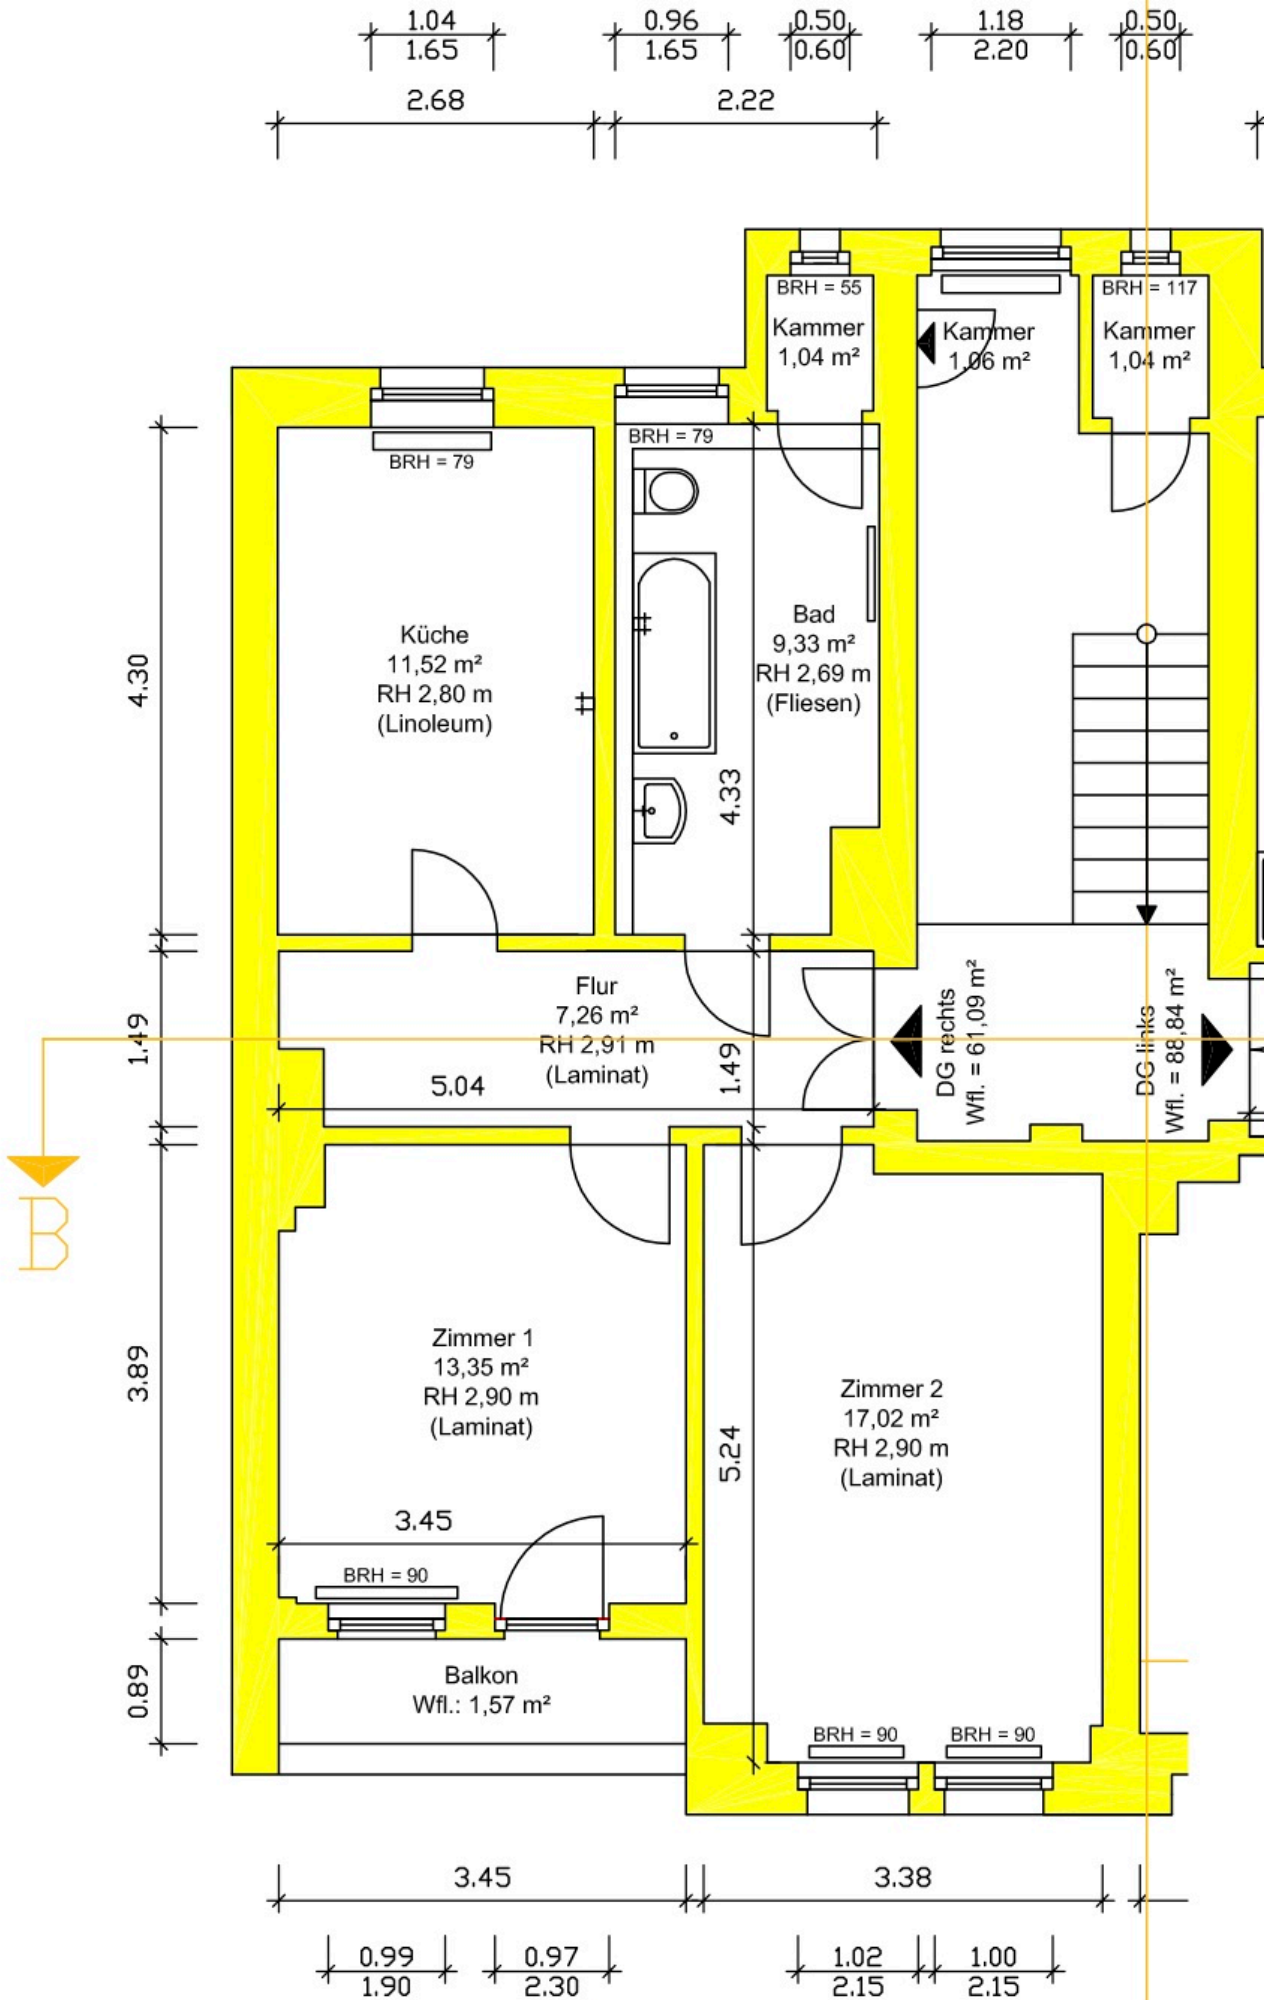 1.04
1.65
0.96
1.65
0.50
0.60
1.18
2.20
0.50
0.60
2.68
2.22
BRH = 55
Kammer
1,04 m²
Kammer
1,06 m²
BRH = 117
Kammer
1,04 m²
BRH = 79
BRH = 79
Küche
11,52 m²
RH 2,80 m
(Linoleum)
Bad
9,33 m²
RH 2,69 m
(Fliesen)
4.30
4.33
Flur
7,26 m²
RH 2,91 m
(Laminat)
1.49
5.04
1.49
DG rechts
Wfl. = 61,09 m²
DG links
Wfl. = 88,84 m²
B
3.89
Zimmer 1
13,35 m²
RH 2,90 m
(Laminat)
Zimmer 2
17,02 m²
RH 2,90 m
(Laminat)
5.24
3.45
BRH = 90
Balkon
Wfl.: 1,57 m²
0.89
BRH = 90
BRH = 90
3.45
3.38
0.99
1.90
0.97
2.30
1.02
2.15
1.00
2.15